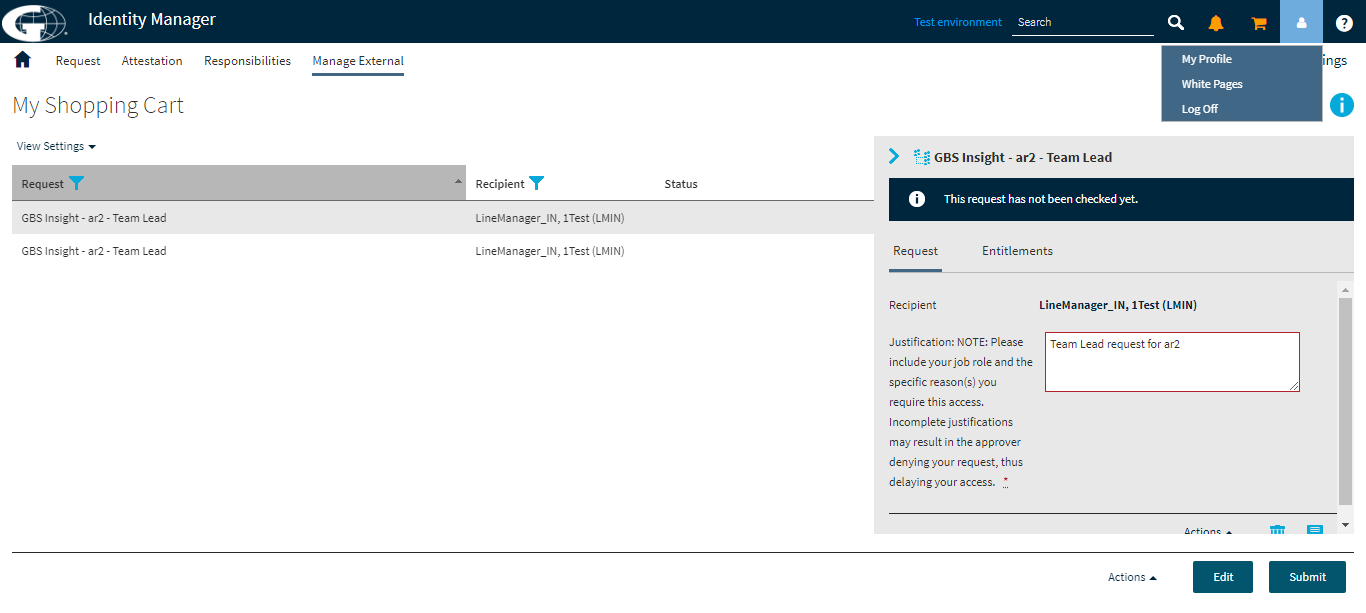 Identity Manager
Test environment
Search
Request
Attestation
Responsibilities
Manage External
ings
My Profile
White Pages
Log Off
My Shopping Cart
View Settings
Request
Recipient
Status
GBS Insight - ar2 - Team Lead
LineManager_IN, 1Test (LMIN)
GBS Insight - ar2 - Team Lead
LineManager_IN, 1Test (LMIN)
GBS Insight - ar2 - Team Lead
This request has not been checked yet.
Request
Entitlements
Recipient
LineManager_IN, 1Test (LMIN)
Justification: NOTE: Please
include your job role and the
specific reason(s) you
require this access.
Incomplete justifications
may result in the approver
denying your request, thus
delaying your access. *
Team Lead request for ar2
Actions
Actions
Edit
Submit